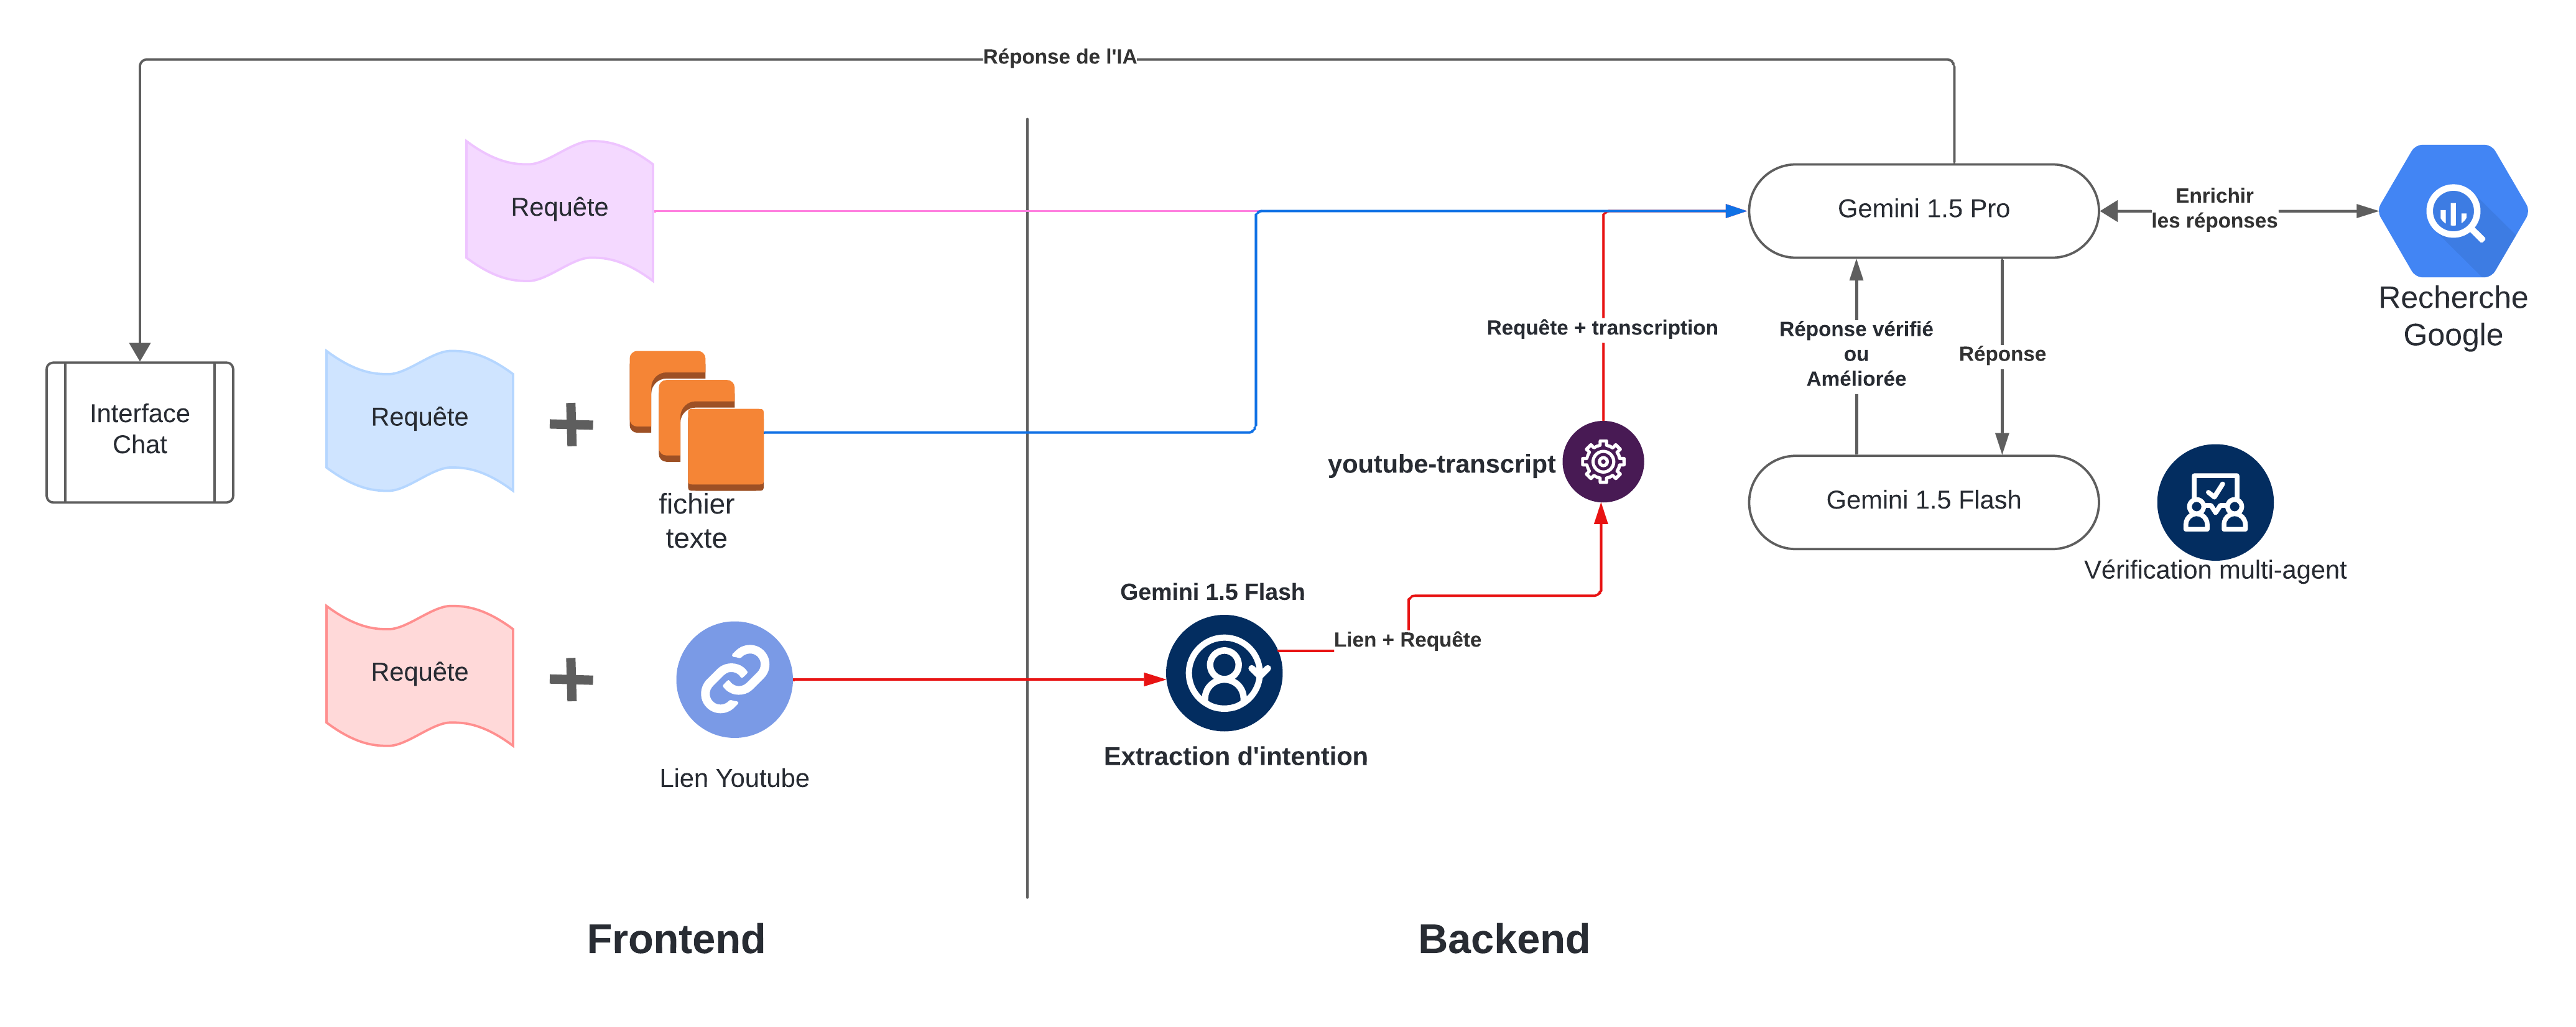 Réponse de l'IA
Requête
Gemini 1.5 Pro
Enrichir
les réponses
Recherche
Google
Requête + transcription
Réponse vérifié
ou
Améliorée
Réponse
Interface
Chat
Requête
fichier
texte
youtube-transcript
Gemini 1.5 Flash
Vérification multi-agent
Gemini 1.5 Flash
Lien + Requête
Requête
Extraction d'intention
Lien Youtube
Frontend
Backend